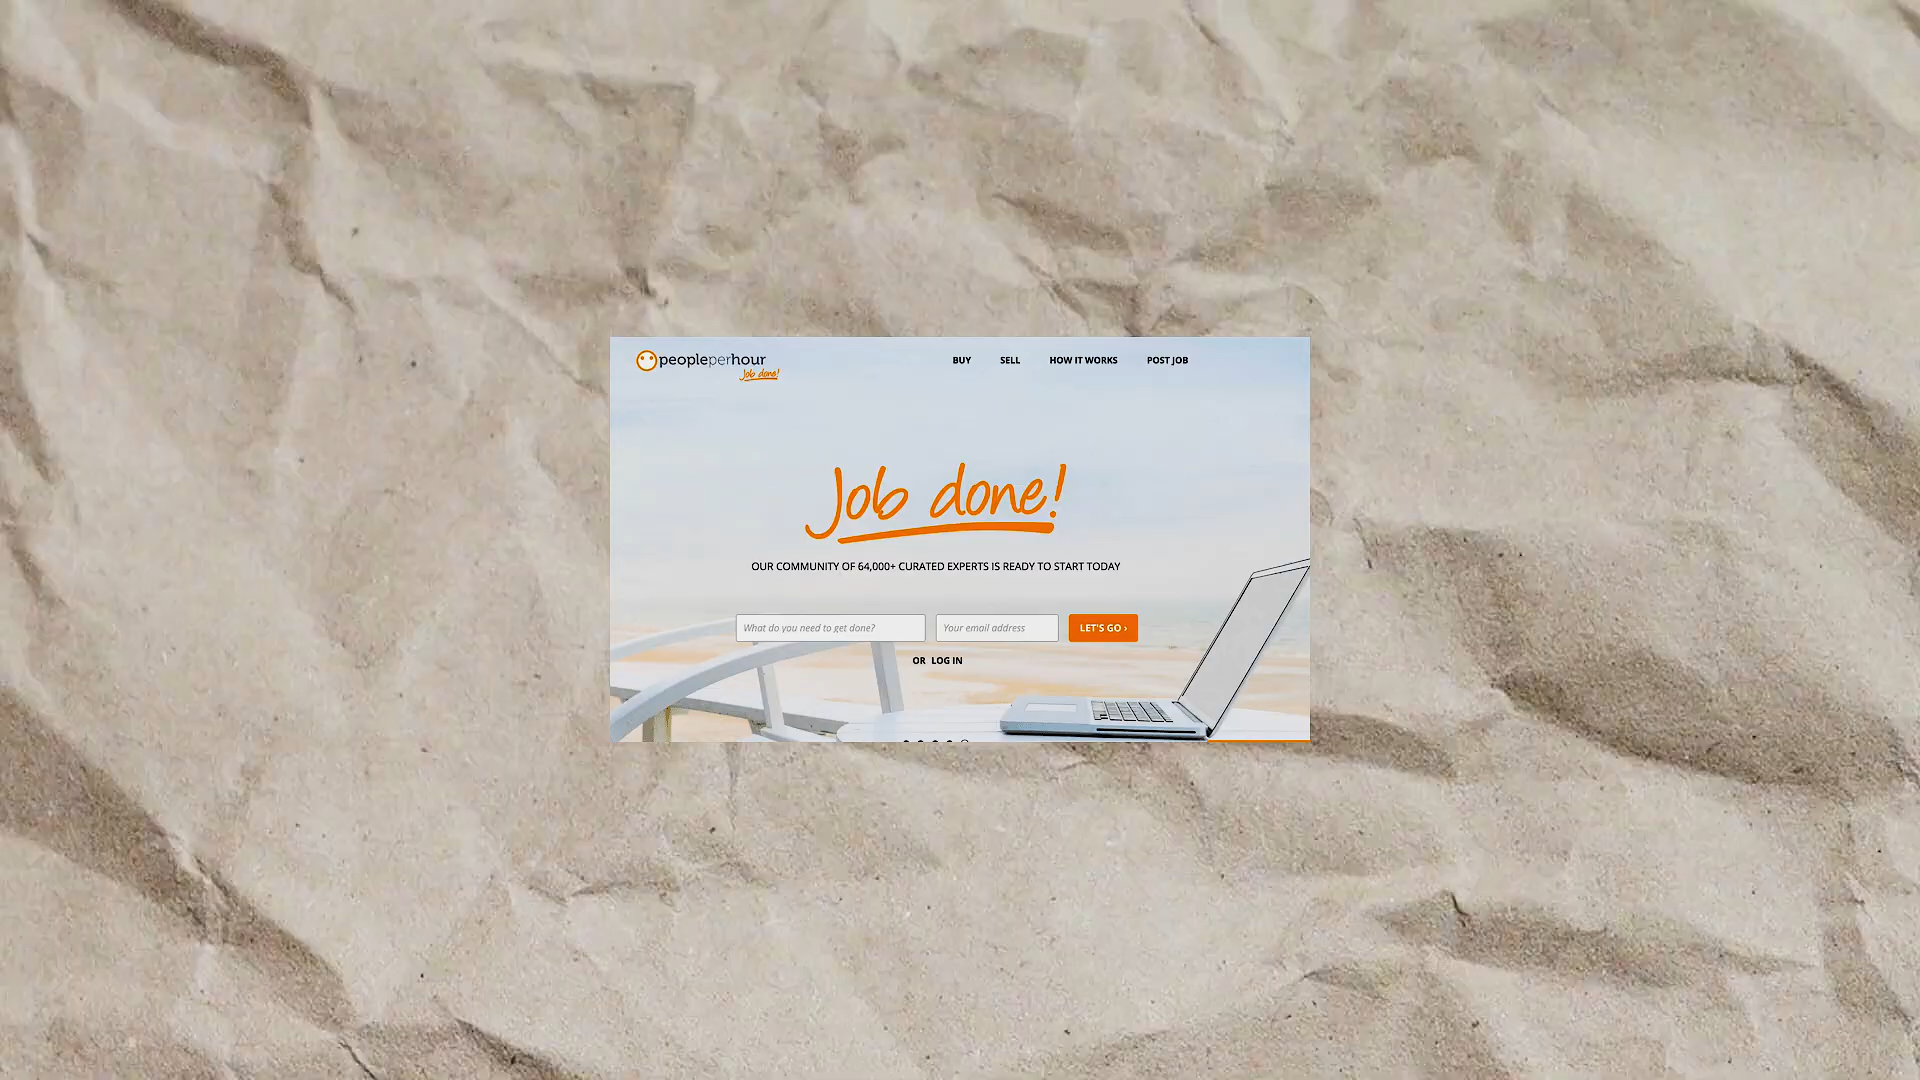 peopleperhour
Job done!
BUY SELL HOW IT WORKS POST JOB
Job done!
OUR COMMUNITY OF 64,000+ CURATED EXPERTS IS READY TO START TODAY
What do you need to get done? Your email address LET'S GO ›
OR LOG IN